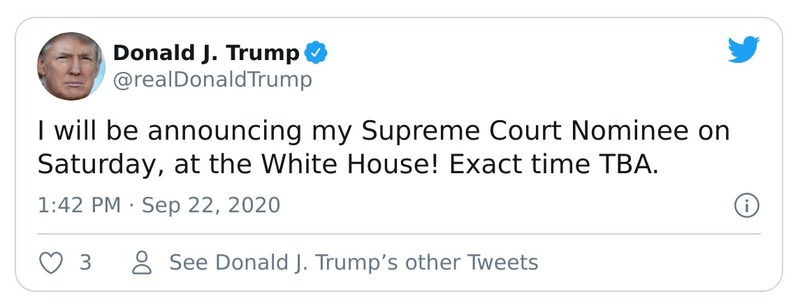 Donald J. Trump
@realDonaldTrump
I will be announcing my Supreme Court Nominee on
Saturday, at the White House! Exact time TBA.
1:42 PM · Sep 22, 2020
3
See Donald J. Trump’s other Tweets